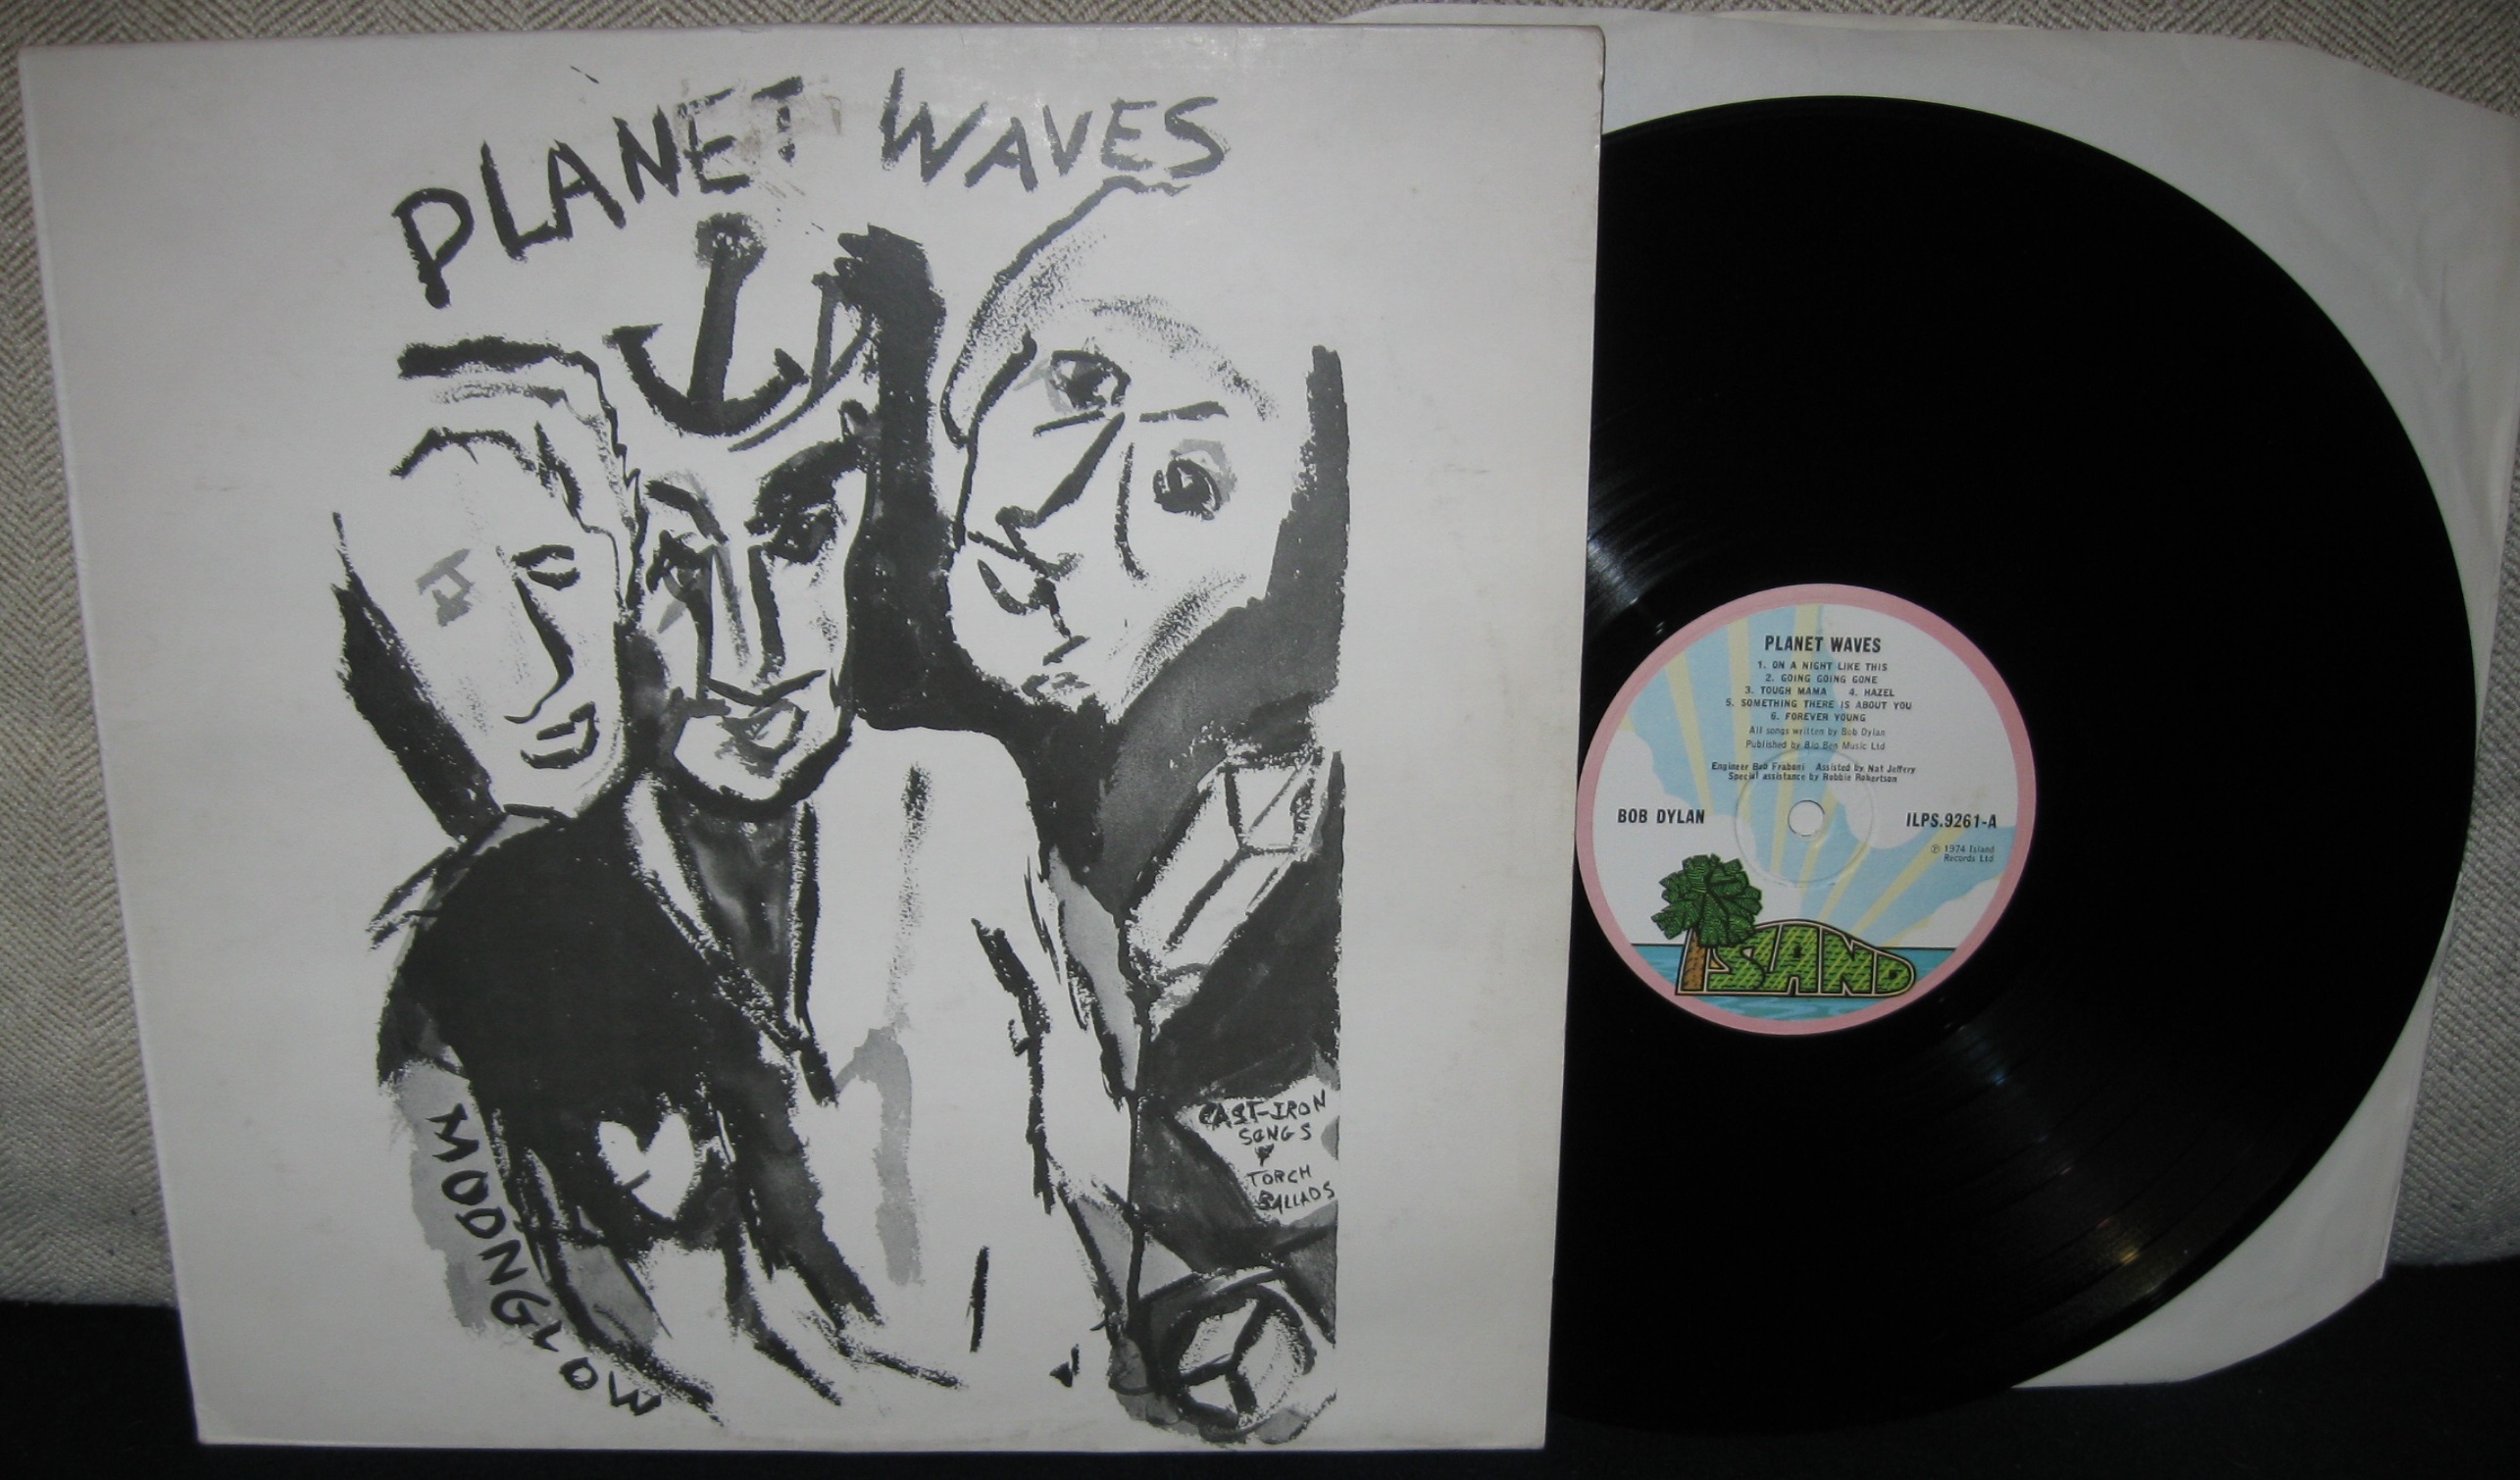 PLANET WAVES
MOONGLOW
CAST-IRON
SONGS
&
TORCH
BALLADS
PLANET WAVES
1. ON A NIGHT LIKE THIS
2. GOING GOING GONE
3. TOUGH MAMA 4. HAZEL
5. SOMETHING THERE IS ABOUT YOU
6. FOREVER YOUNG
All songs written by Bob Dylan
Published by Big Ben Music Ltd
Engineer Rob Fraboni Assisted by Nat Jeffery
Special assistance by Robbie Robertson
BOB DYLAN
ILPS.9261-A
℗ 1974 Island
Records Ltd
ISLAND